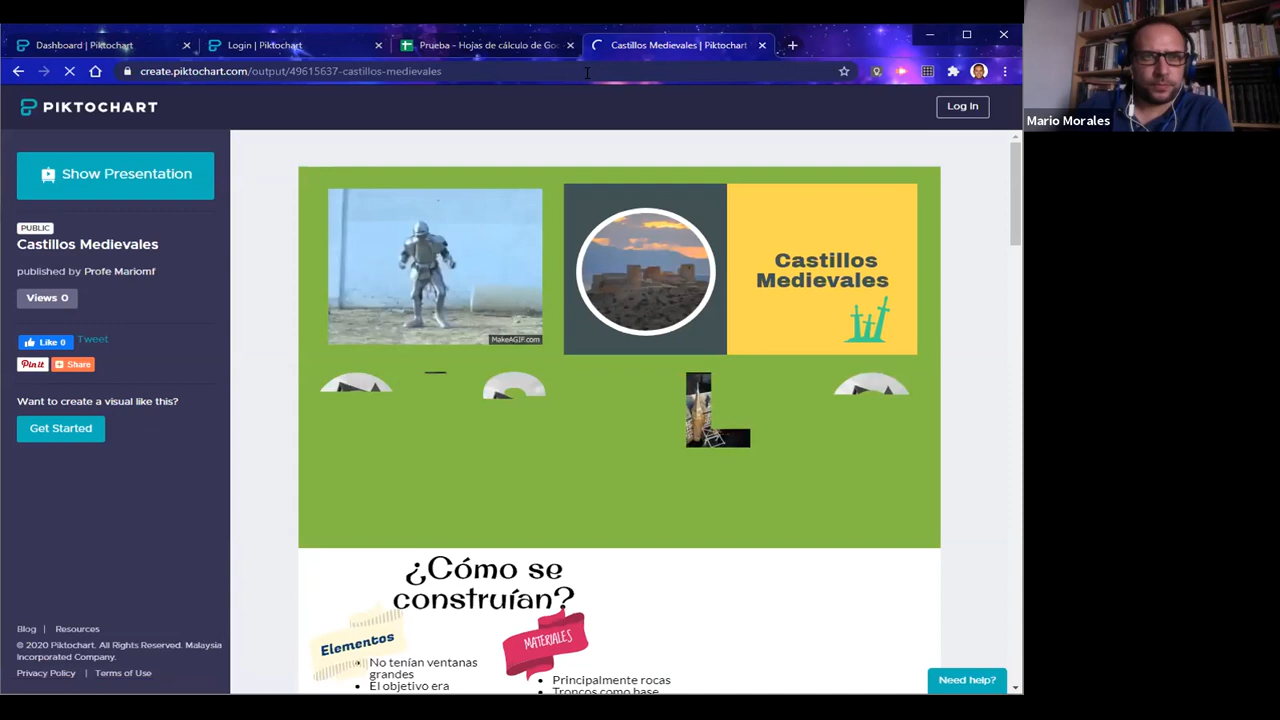 Dashboard | Piktochart
Login | Piktochart
Prueba - Hojas de cálculo de Goo
Castillos Medievales | Piktochart
create.piktochart.com/output/49615637-castillos-medievales
Mario Morales
PIKTOCHART
Log In
Show Presentation
PUBLIC
Castillos Medievales
published by Profe Mariomf
Views 0
Like 0
Tweet
Pin it
Share
Want to create a visual like this?
Get Started
MakeAGIF.com
Castillos
Medievales
L
¿Cómo se
construían?
Elementos
MATERIALES
No tenían ventanas
grandes
El objetivo era
Principalmente rocas
Troncos como base
Blog | Resources
© 2020 Piktochart. All Rights Reserved. Malaysia
Incorporated Company.
Privacy Policy | Terms of Use
Need help?